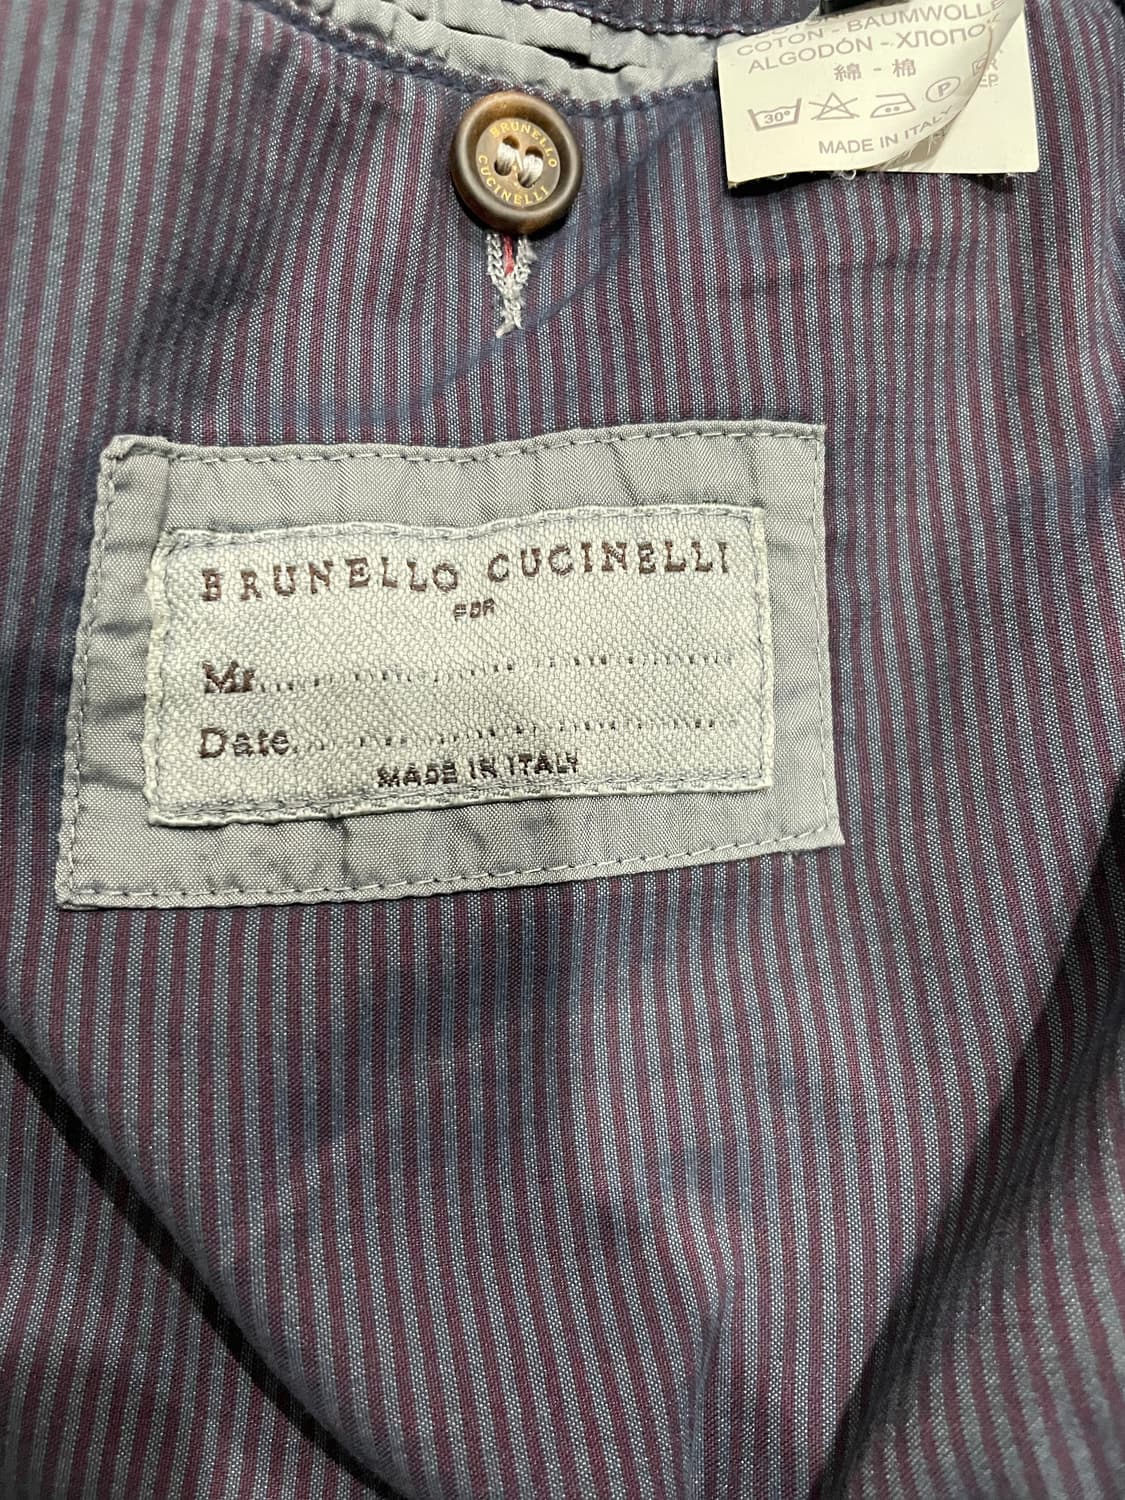 COTON - BAUMWOLLE
ALGODÓN - ХЛОПОК
綿 - 棉
30°
P
MADE IN ITALY
BRUNELLO
CUCINELLI
BRUNELLO CUCINELLI
FOR
Mr.
Date
MADE IN ITALY